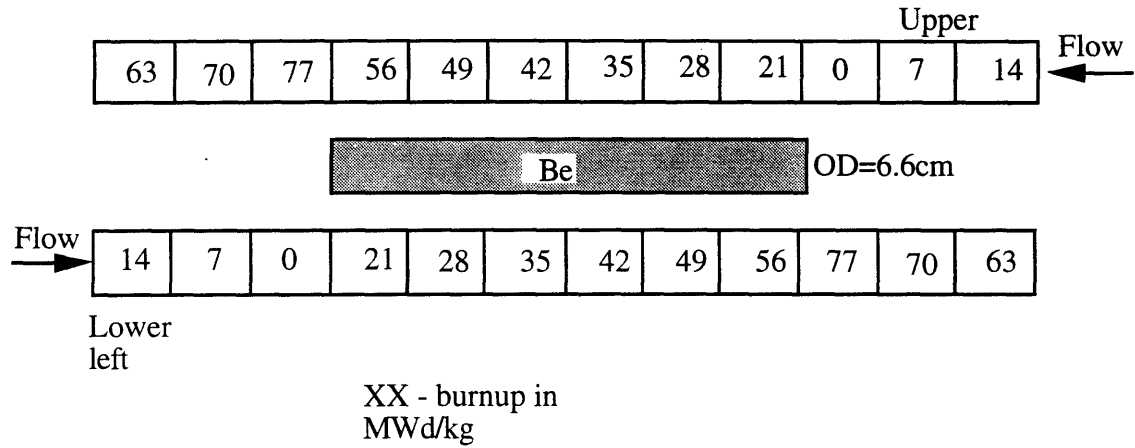 Upper
Flow
63 70 77 56 49 42 35 28 21 0 7 14
Be
OD=6.6cm
Flow
14 7 0 21 28 35 42 49 56 77 70 63
Lower
left
XX - burnup in
MWd/kg